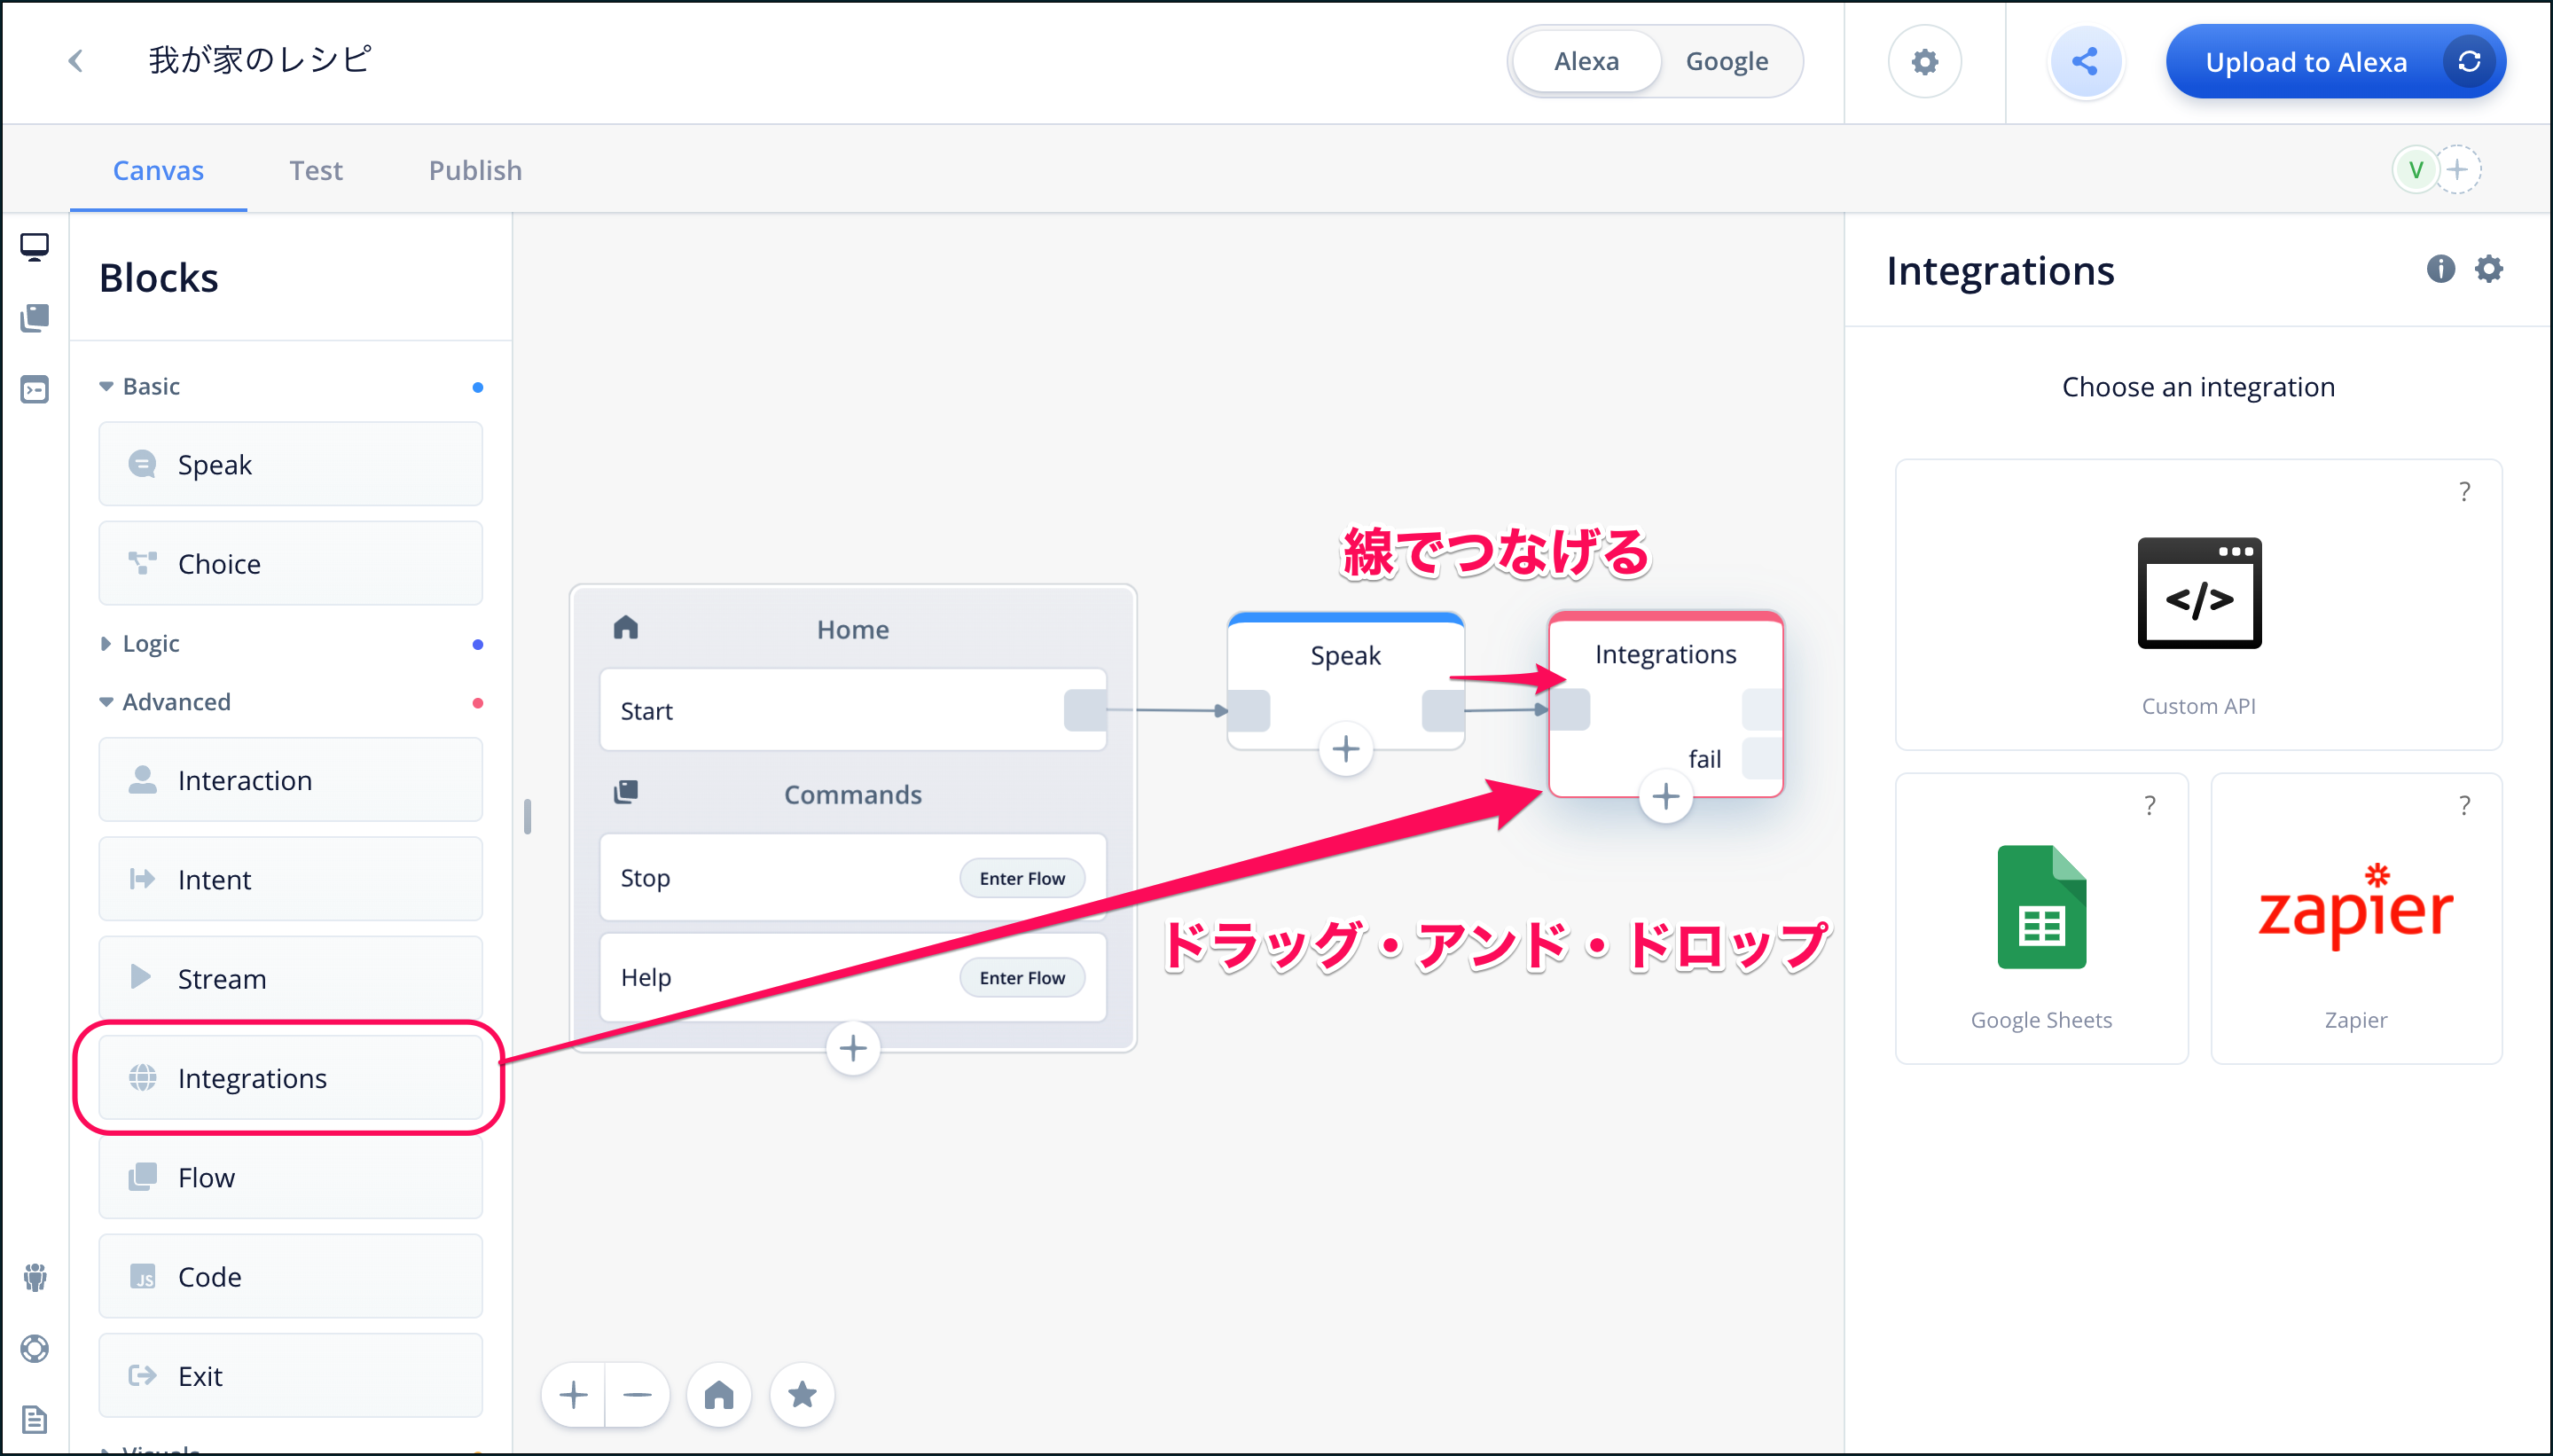 我が家のレシピ
Alexa
Google
Upload to Alexa
Canvas
Test
Publish
V
Blocks
Basic
Speak
Choice
Logic
Advanced
Interaction
Intent
Stream
Integrations
Flow
JS
Code
Exit
Visuals
Home
Start
Commands
Stop
Enter Flow
Help
Enter Flow
線でつなげる
Speak
Integrations
fail
ドラッグ・アンド・ドロップ
Integrations
Choose an integration
?
</>
Custom API
?
Google Sheets
?
zapier
Zapier